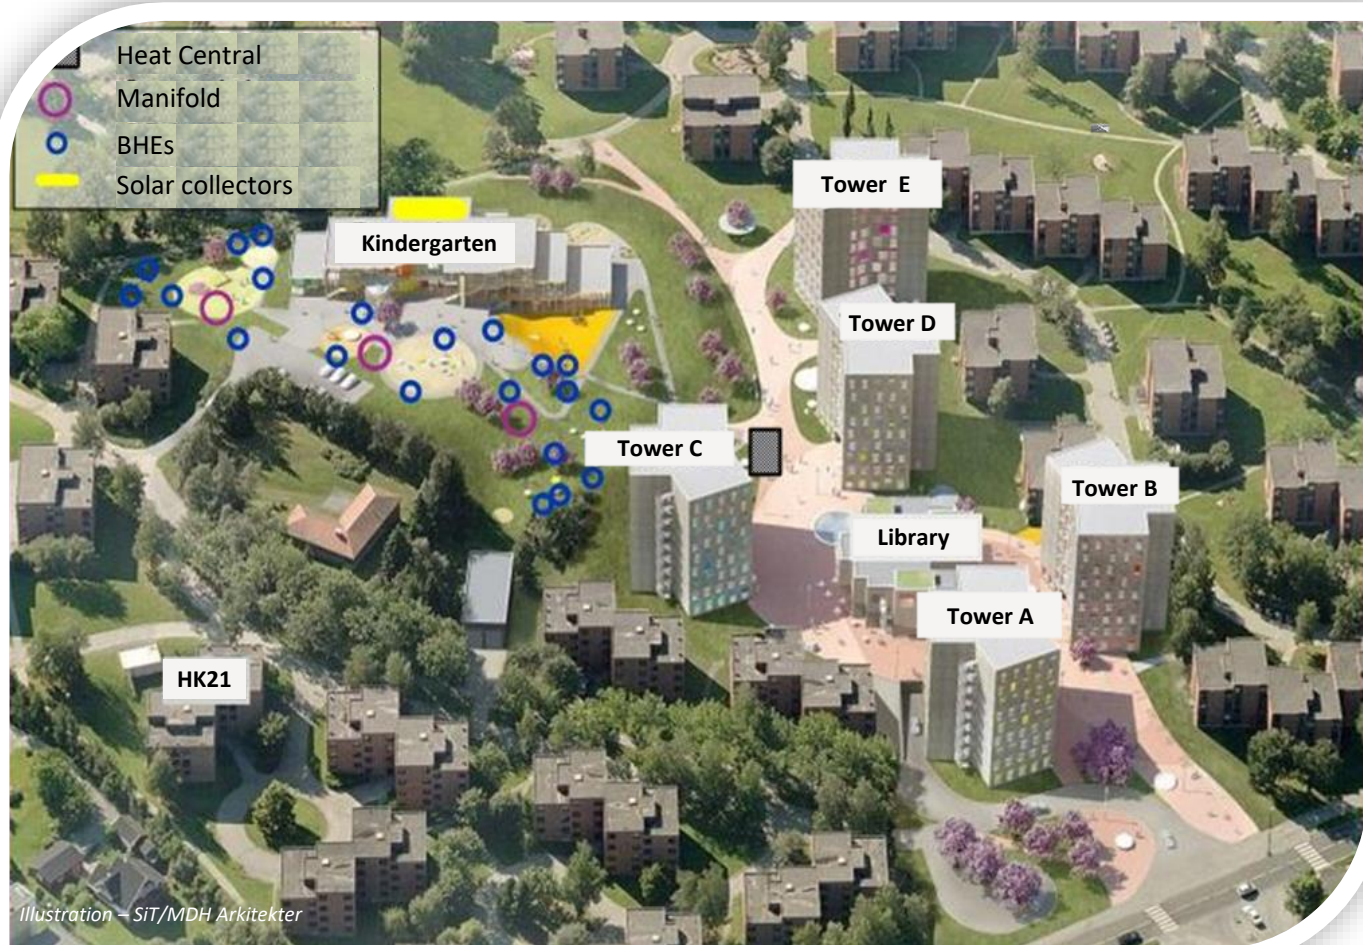 Heat Central
Manifold
BHEs
Solar collectors
Tower E
Kindergarten
Tower D
Tower C
Tower B
Library
Tower A
HK21
Illustration – SiT/MDH Arkitekter